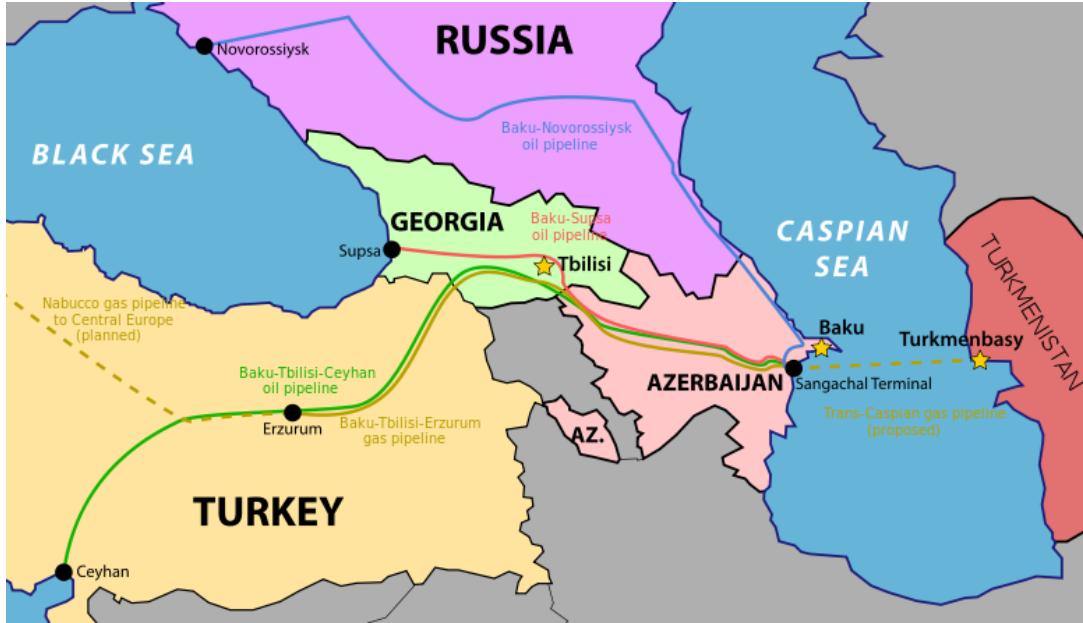 RUSSIA
Novorossiysk
Baku-Novorossiysk
oil pipeline
BLACK SEA
GEORGIA
Baku-Supsa
oil pipeline
Supsa
Tbilisi
CASPIAN
SEA
TURKMENISTAN
Nabucco gas pipeline
to Central Europe
(planned)
Baku
Turkmenbasy
Baku-Tbilisi-Ceyhan
oil pipeline
AZERBAIJAN
Sangachal Terminal
Erzurum
Baku-Tbilisi-Erzurum
gas pipeline
Trans-Caspian gas pipeline
(proposed)
AZ.
TURKEY
Ceyhan